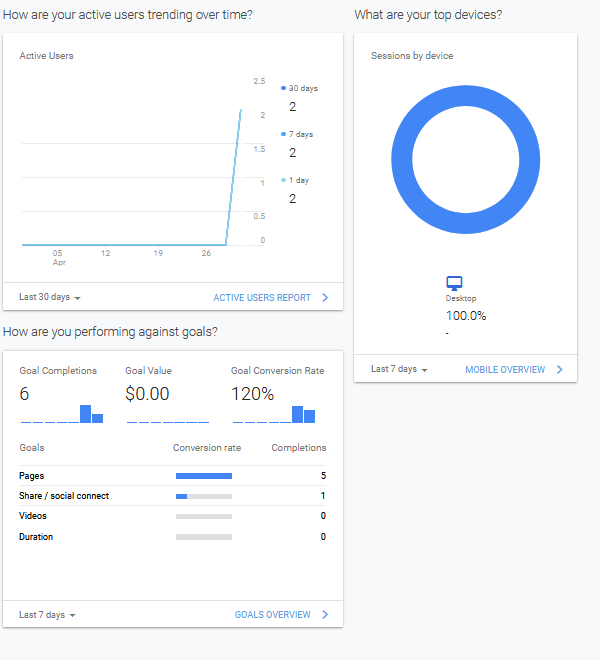 How are your active users trending over time?
Active Users
2.5
2
1.5
1
0.5
0
30 days
2
7 days
2
1 day
2
05
Apr
12
19
26
Last 30 days
ACTIVE USERS REPORT
What are your top devices?
Sessions by device
Desktop
100.0%
-
Last 7 days
MOBILE OVERVIEW
How are you performing against goals?
Goal Completions
6
Goal Value
$0.00
Goal Conversion Rate
120%
Goals Conversion rate Completions
Pages 5
Share / social connect 1
Videos 0
Duration 0
Last 7 days
GOALS OVERVIEW